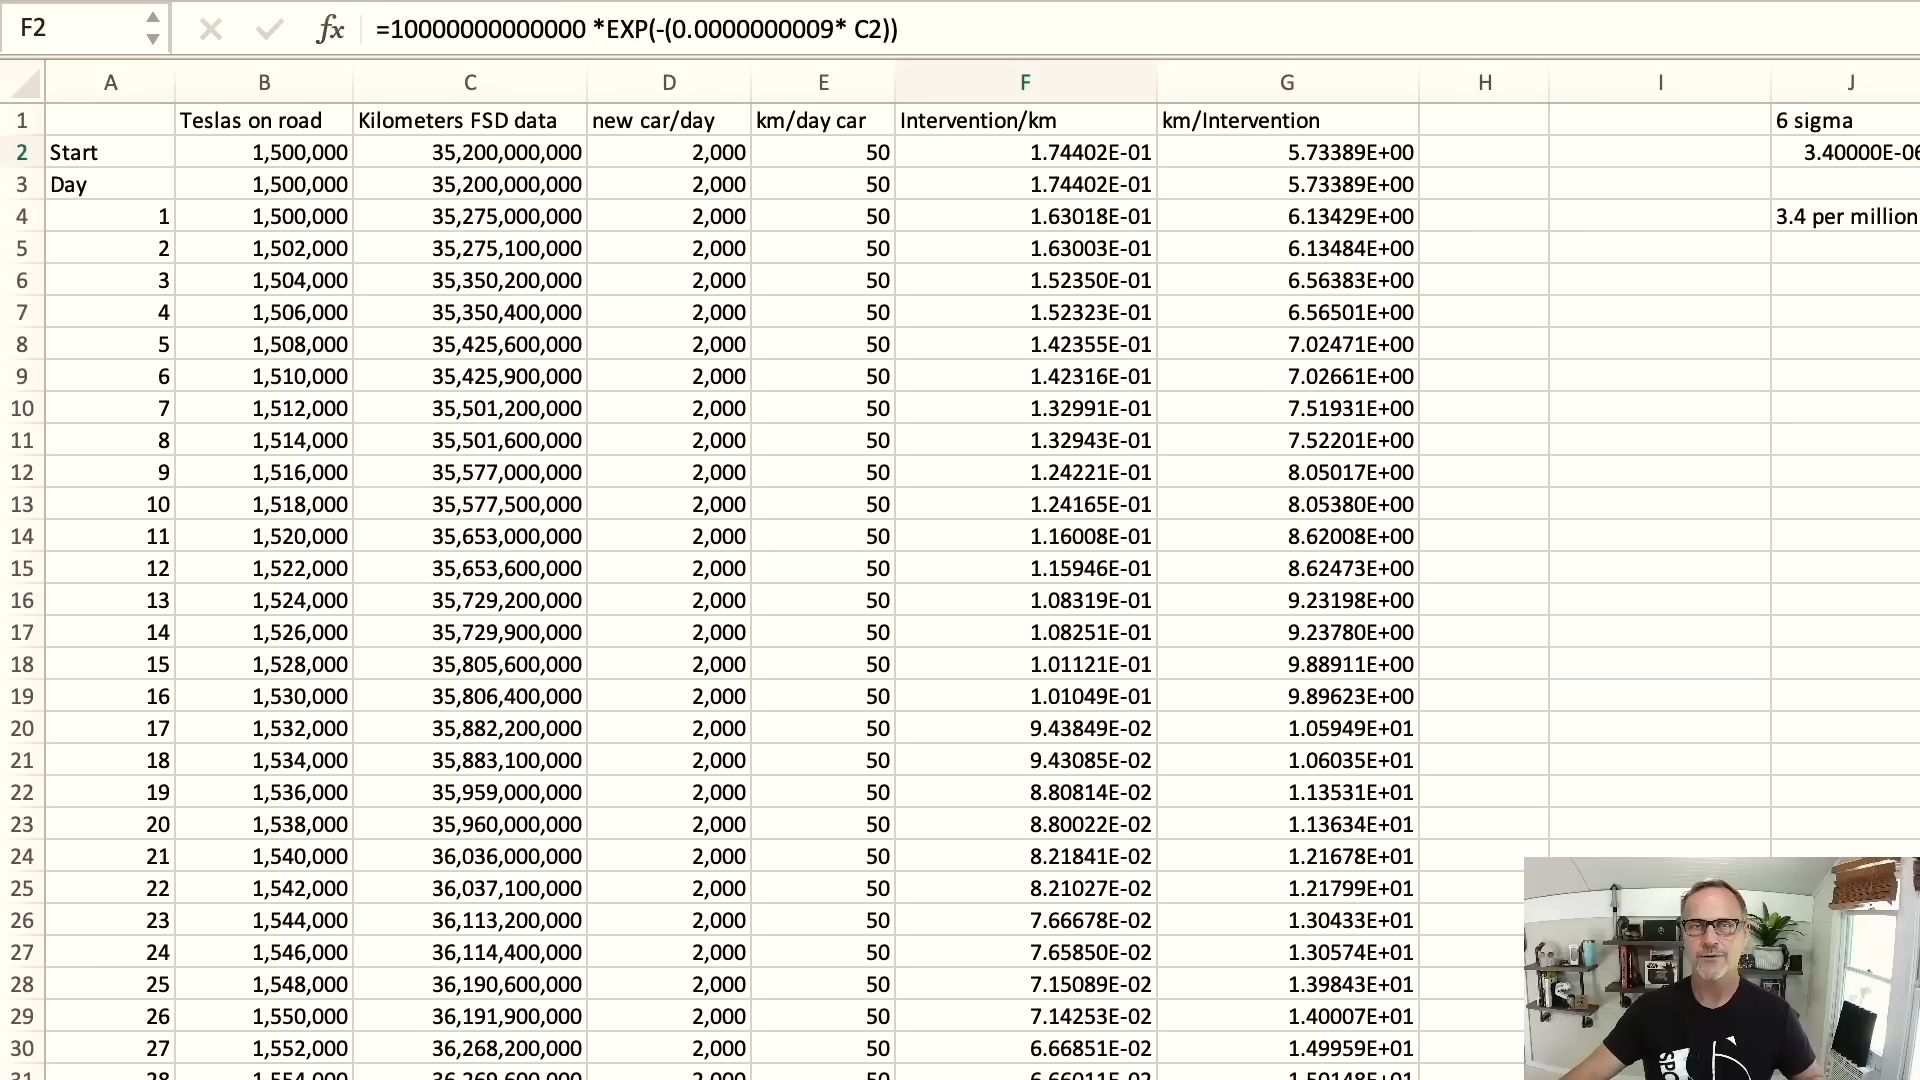 F2 fx =10000000000000 *EXP(-(0.0000000009* C2))
A B C D E F G H I J
1 Teslas on road Kilometers FSD data new car/day km/day car Intervention/km km/Intervention 6 sigma
2 Start 1,500,000 35,200,000,000 2,000 50 1.74402E-01 5.73389E+00 3.40000E-06
3 Day 1,500,000 35,200,000,000 2,000 50 1.74402E-01 5.73389E+00
4 1 1,500,000 35,275,000,000 2,000 50 1.63018E-01 6.13429E+00 3.4 per million
5 2 1,502,000 35,275,100,000 2,000 50 1.63003E-01 6.13484E+00
6 3 1,504,000 35,350,200,000 2,000 50 1.52350E-01 6.56383E+00
7 4 1,506,000 35,350,400,000 2,000 50 1.52323E-01 6.56501E+00
8 5 1,508,000 35,425,600,000 2,000 50 1.42355E-01 7.02471E+00
9 6 1,510,000 35,425,900,000 2,000 50 1.42316E-01 7.02661E+00
10 7 1,512,000 35,501,200,000 2,000 50 1.32991E-01 7.51931E+00
11 8 1,514,000 35,501,600,000 2,000 50 1.32943E-01 7.52201E+00
12 9 1,516,000 35,577,000,000 2,000 50 1.24221E-01 8.05017E+00
13 10 1,518,000 35,577,500,000 2,000 50 1.24165E-01 8.05380E+00
14 11 1,520,000 35,653,000,000 2,000 50 1.16008E-01 8.62008E+00
15 12 1,522,000 35,653,600,000 2,000 50 1.15946E-01 8.62473E+00
16 13 1,524,000 35,729,200,000 2,000 50 1.08319E-01 9.23198E+00
17 14 1,526,000 35,729,900,000 2,000 50 1.08251E-01 9.23780E+00
18 15 1,528,000 35,805,600,000 2,000 50 1.01121E-01 9.88911E+00
19 16 1,530,000 35,806,400,000 2,000 50 1.01049E-01 9.89623E+00
20 17 1,532,000 35,882,200,000 2,000 50 9.43849E-02 1.05949E+01
21 18 1,534,000 35,883,100,000 2,000 50 9.43085E-02 1.06035E+01
22 19 1,536,000 35,959,000,000 2,000 50 8.80814E-02 1.13531E+01
23 20 1,538,000 35,960,000,000 2,000 50 8.80022E-02 1.13634E+01
24 21 1,540,000 36,036,000,000 2,000 50 8.21841E-02 1.21678E+01
25 22 1,542,000 36,037,100,000 2,000 50 8.21027E-02 1.21799E+01
26 23 1,544,000 36,113,200,000 2,000 50 7.66678E-02 1.30433E+01
27 24 1,546,000 36,114,400,000 2,000 50 7.65850E-02 1.30574E+01
28 25 1,548,000 36,190,600,000 2,000 50 7.15089E-02 1.39843E+01
29 26 1,550,000 36,191,900,000 2,000 50 7.14253E-02 1.40007E+01
30 27 1,552,000 36,268,200,000 2,000 50 6.66851E-02 1.49959E+01
31 28 1,554,000 36,269,600,000 2,000 50 6.66011E-02 1.50148E+01